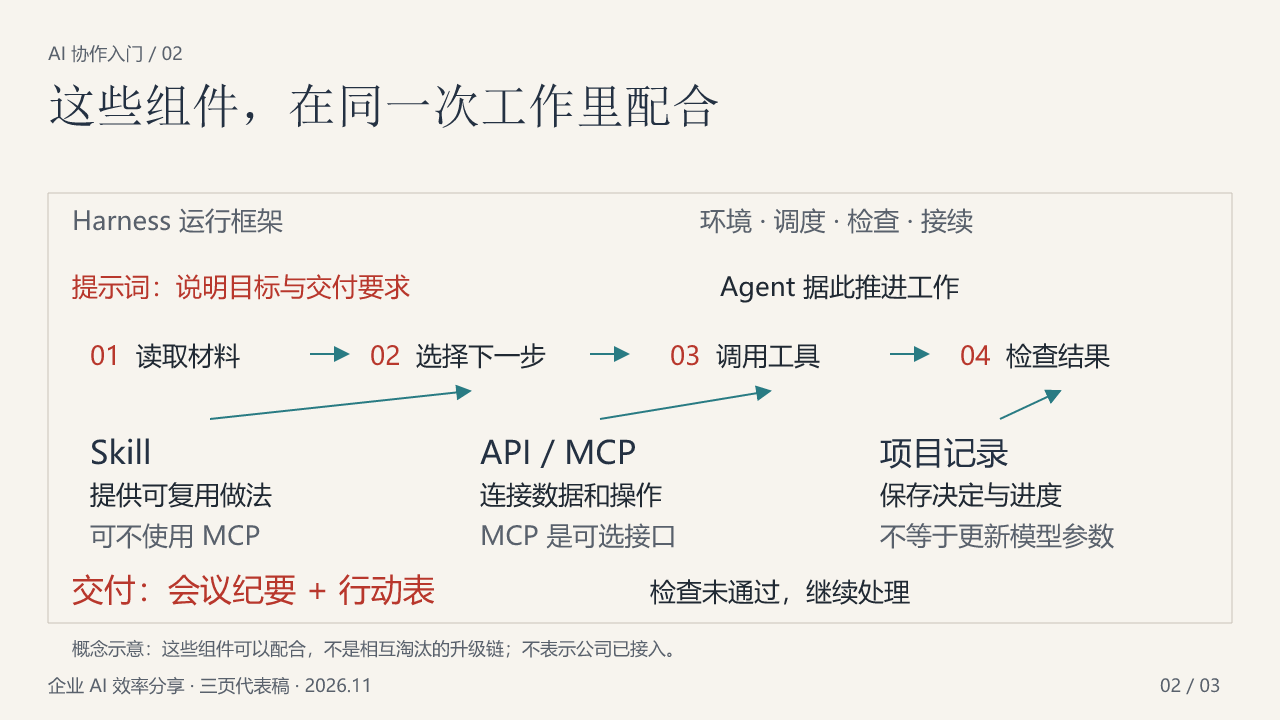 AI 协作入门 / 02
这些组件，在同一次工作里配合
Harness 运行框架
环境 · 调度 · 检查 · 接续
提示词：说明目标与交付要求
Agent 据此推进工作
01 读取材料
02 选择下一步
03 调用工具
04 检查结果
Skill
提供可复用做法
可不使用 MCP
API / MCP
连接数据和操作
MCP 是可选接口
项目记录
保存决定与进度
不等于更新模型参数
交付：会议纪要 + 行动表
检查未通过，继续处理
概念示意：这些组件可以配合，不是相互淘汰的升级链；不表示公司已接入。
企业 AI 效率分享 · 三页代表稿 · 2026.11
02 / 03